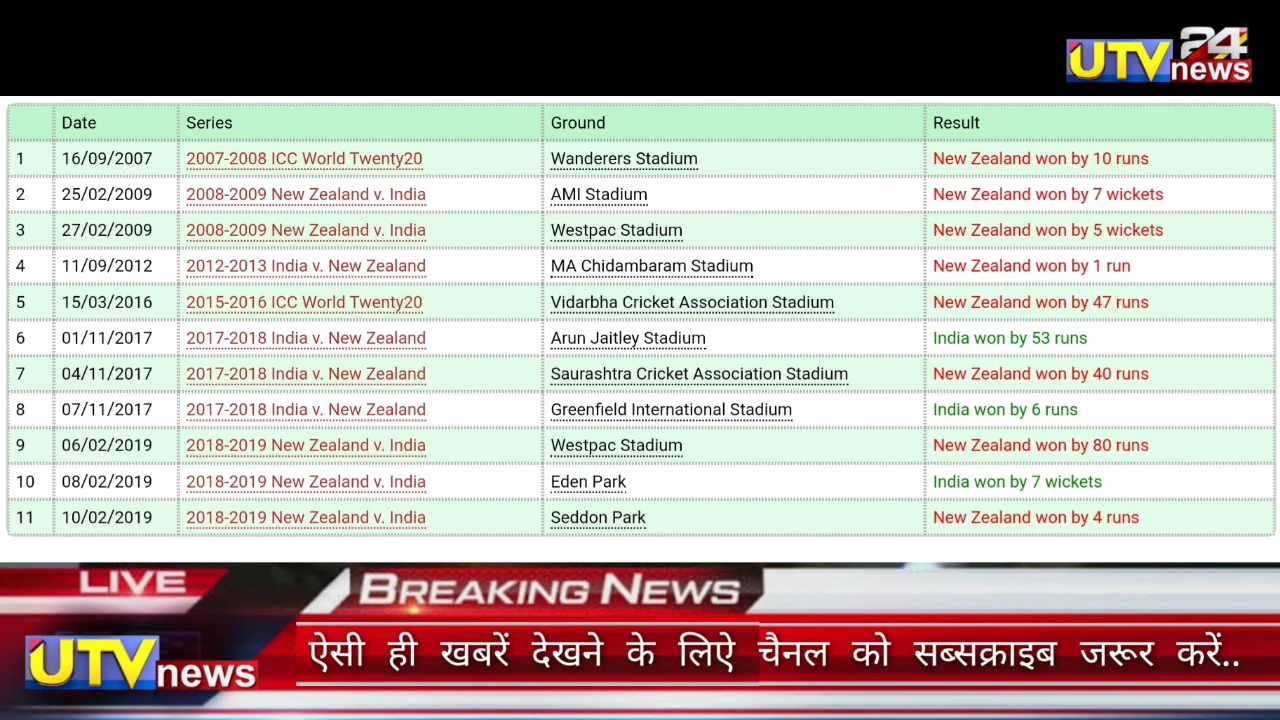 UTV 24 news
Date Series Ground Result
1 16/09/2007 2007-2008 ICC World Twenty20 Wanderers Stadium New Zealand won by 10 runs
2 25/02/2009 2008-2009 New Zealand v. India AMI Stadium New Zealand won by 7 wickets
3 27/02/2009 2008-2009 New Zealand v. India Westpac Stadium New Zealand won by 5 wickets
4 11/09/2012 2012-2013 India v. New Zealand MA Chidambaram Stadium New Zealand won by 1 run
5 15/03/2016 2015-2016 ICC World Twenty20 Vidarbha Cricket Association Stadium New Zealand won by 47 runs
6 01/11/2017 2017-2018 India v. New Zealand Arun Jaitley Stadium India won by 53 runs
7 04/11/2017 2017-2018 India v. New Zealand Saurashtra Cricket Association Stadium New Zealand won by 40 runs
8 07/11/2017 2017-2018 India v. New Zealand Greenfield International Stadium India won by 6 runs
9 06/02/2019 2018-2019 New Zealand v. India Westpac Stadium New Zealand won by 80 runs
10 08/02/2019 2018-2019 New Zealand v. India Eden Park India won by 7 wickets
11 10/02/2019 2018-2019 New Zealand v. India Seddon Park New Zealand won by 4 runs
LIVE BREAKING NEWS
UTV news ऐसी ही खबरें देखने के लिऐ चैनल को सब्सक्राइब जरूर करें..